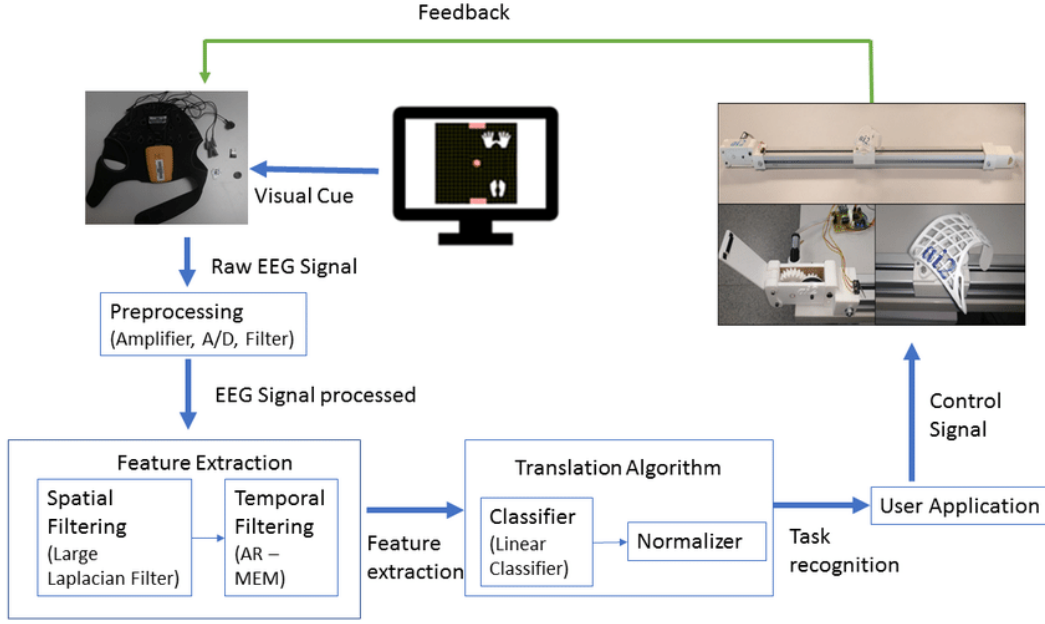 Feedback
Visual Cue
Raw EEG Signal
Preprocessing
(Amplifier, A/D, Filter)
EEG Signal processed
Feature Extraction
Spatial
Filtering
(Large
Laplacian Filter)
Temporal
Filtering
(AR –
MEM)
Feature
extraction
Translation Algorithm
Classifier
(Linear
Classifier)
Normalizer
Task
recognition
User Application
Control
Signal
ai2